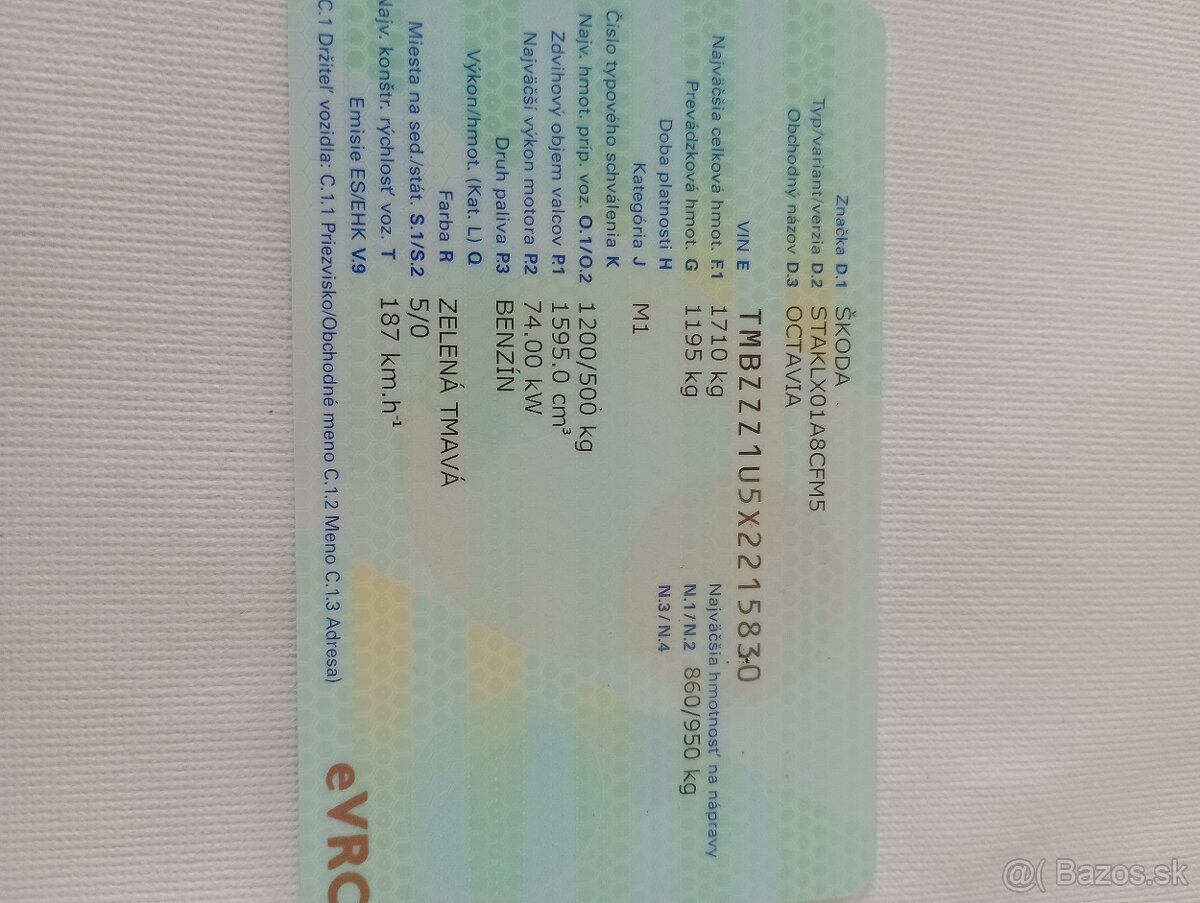 Značka D.1 ŠKODA
Typ/variant/verzia D.2 STAKLX01A8CFM5
Obchodný názov D.3 OCTAVIA
VIN E TMBZZZ1U5X2215830
Najväčšia celková hmot. F.1 1710 kg Najväčšia hmotnosť na nápravy
Prevádzková hmot. G 1195 kg N.1/N.2 860/950 kg
Doba platnosti H N.3/N.4
Kategória J M1
Číslo typového schválenia K
Najv. hmot. príp. voz. O.1/O.2 1200/500 kg
Zdvihový objem valcov P.1 1595.0 cm³
Najväčší výkon motora P.2 74.00 kW
Druh paliva P.3 BENZÍN
Výkon/hmot. (Kat. L) Q
Farba R ZELENÁ TMAVÁ
Miesta na sed./stát. S.1/S.2 5/0
Najv. konštr. rýchlosť voz. T 187 km.h⁻¹
Emisie ES/EHK V.9
C.1 Držiteľ vozidla: C.1.1 Priezvisko/Obchodné meno C.1.2 Meno C.1.3 Adresa)
eVRC
@( Bazos.sk